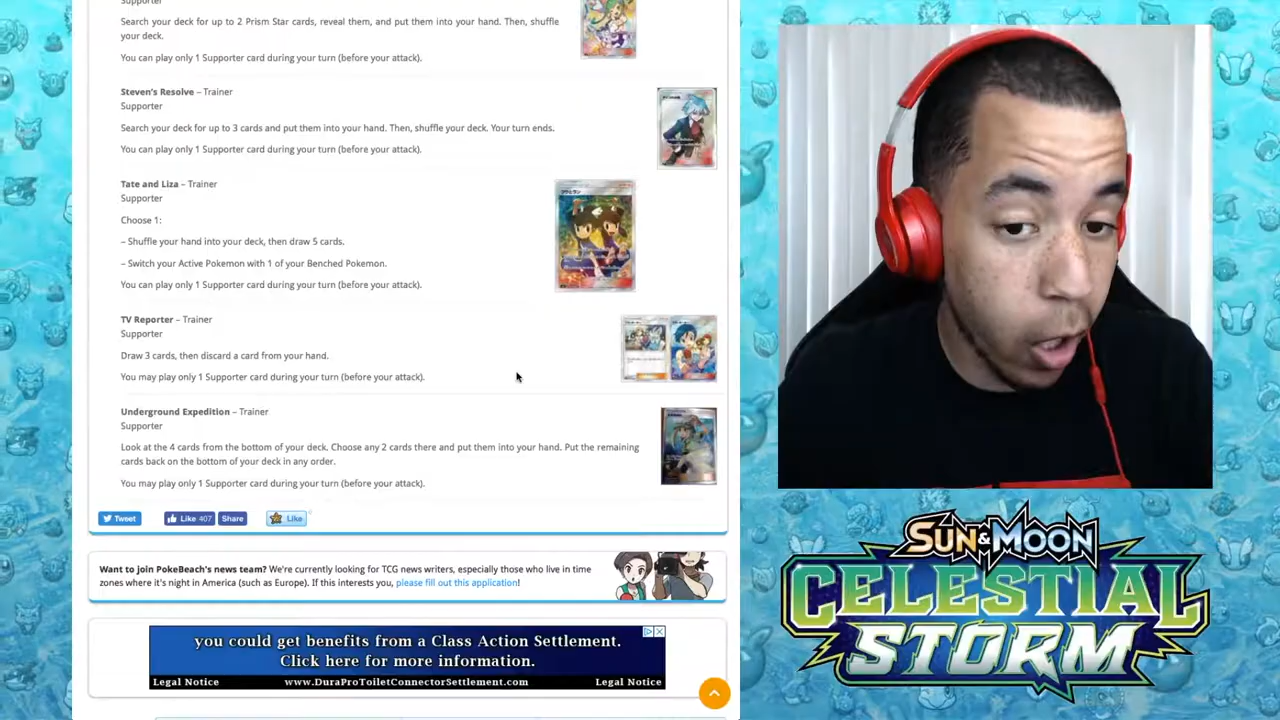 Supporter
Search your deck for up to 2 Prism Star cards, reveal them, and put them into your hand. Then, shuffle
your deck.
You can play only 1 Supporter card during your turn (before your attack).
Steven's Resolve – Trainer
Supporter
Search your deck for up to 3 cards and put them into your hand. Then, shuffle your deck. Your turn ends.
You can play only 1 Supporter card during your turn (before your attack).
Tate and Liza – Trainer
Supporter
Choose 1:
– Shuffle your hand into your deck, then draw 5 cards.
– Switch your Active Pokemon with 1 of your Benched Pokemon.
You can play only 1 Supporter card during your turn (before your attack).
TV Reporter – Trainer
Supporter
Draw 3 cards, then discard a card from your hand.
You may play only 1 Supporter card during your turn (before your attack).
Underground Expedition – Trainer
Supporter
Look at the 4 cards from the bottom of your deck. Choose any 2 cards there and put them into your hand. Put the remaining
cards back on the bottom of your deck in any order.
You may play only 1 Supporter card during your turn (before your attack).
Tweet Like 407 Share Like
Want to join PokeBeach's news team? We're currently looking for TCG news writers, especially those who live in time
zones where it's night in America (such as Europe). If this interests you, please fill out this application!
you could get benefits from a Class Action Settlement.
Click here for more information.
Legal Notice www.DuraProToiletConnectorSettlement.com Legal Notice
SUN & MOON
CELESTIAL
STORM